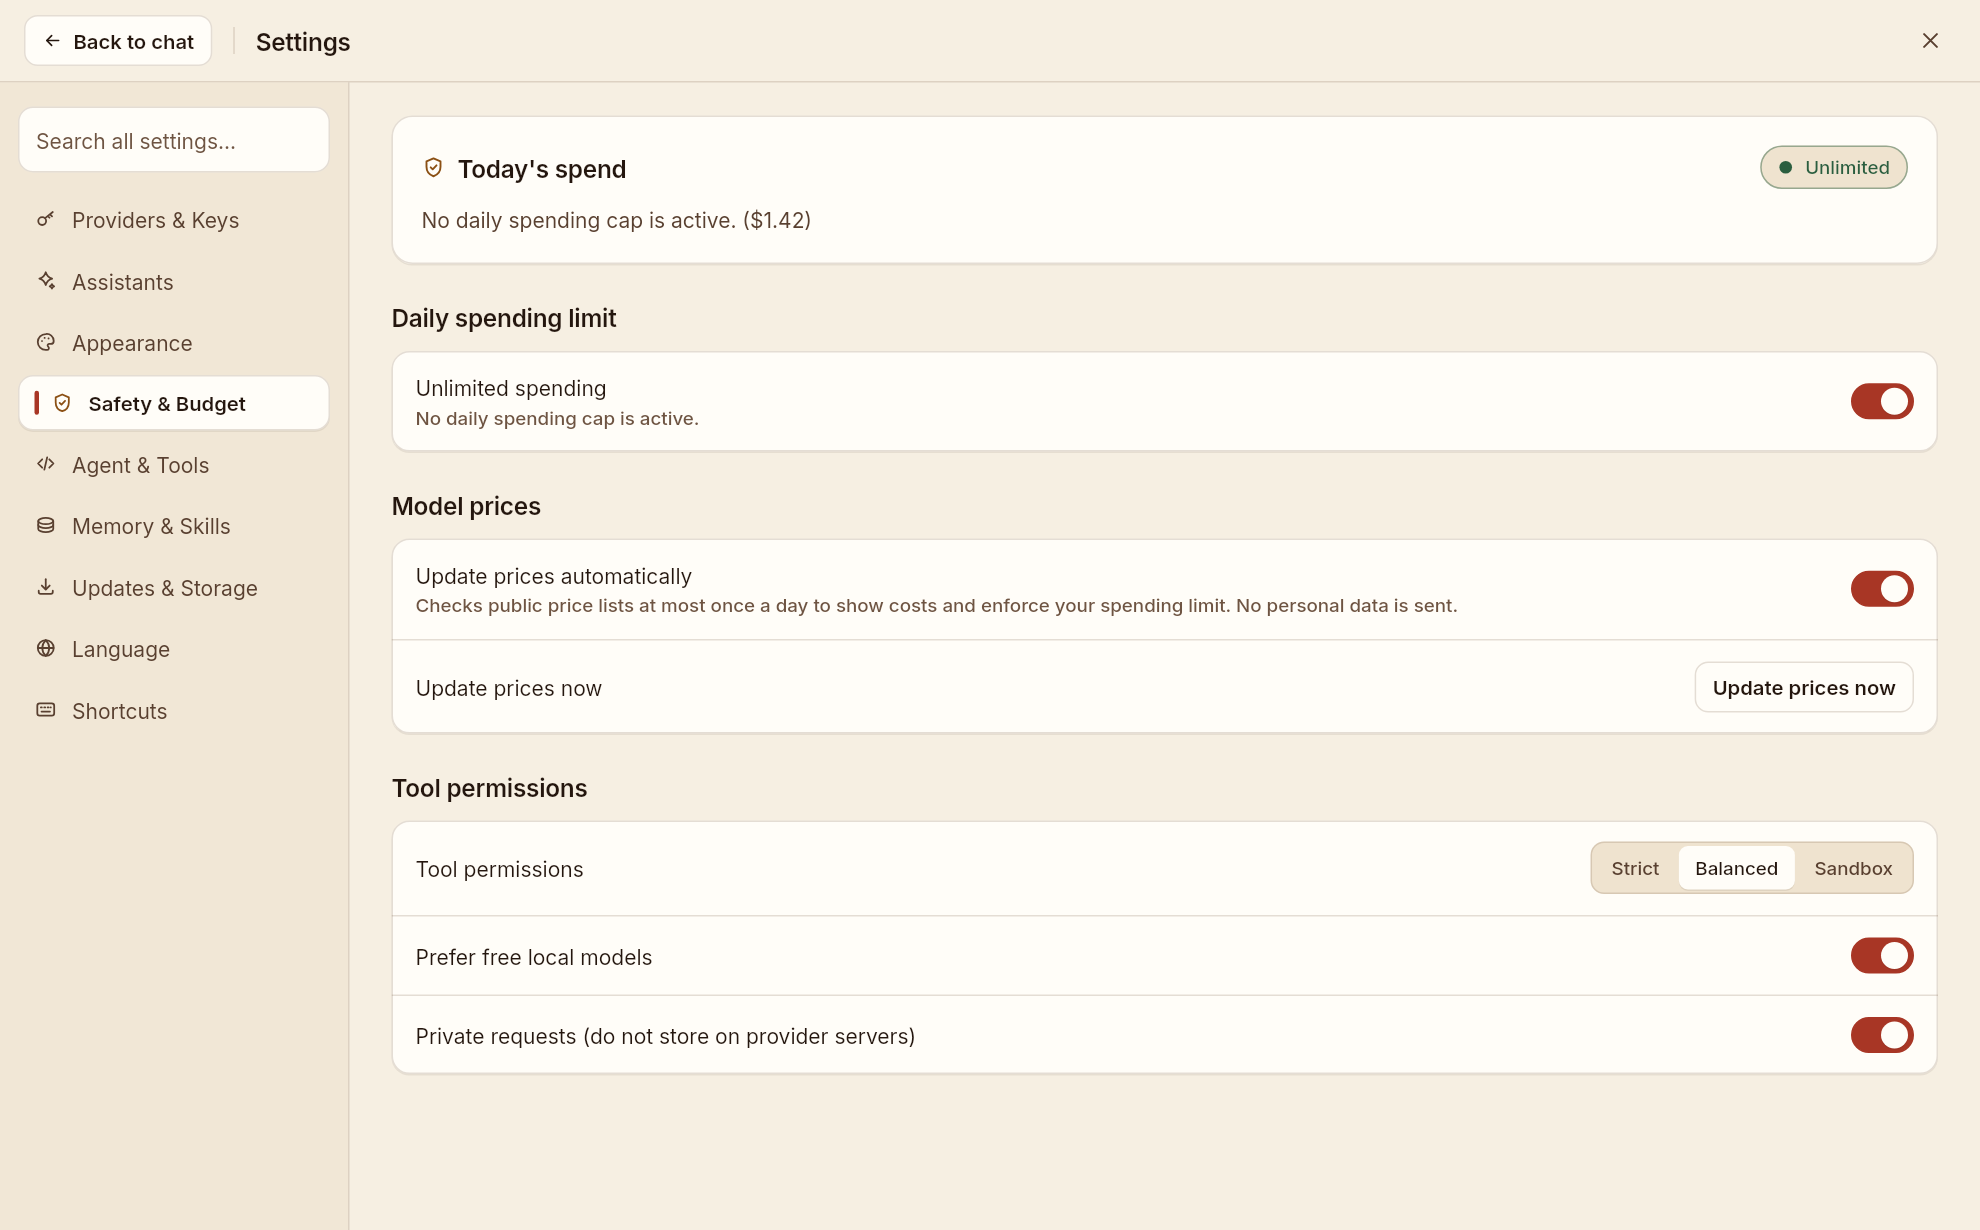 Back to chat
Settings
Search all settings...
Providers & Keys
Assistants
Appearance
Safety & Budget
Agent & Tools
Memory & Skills
Updates & Storage
Language
Shortcuts
Today's spend
Unlimited
No daily spending cap is active. ($1.42)
Daily spending limit
Unlimited spending
No daily spending cap is active.
Model prices
Update prices automatically
Checks public price lists at most once a day to show costs and enforce your spending limit. No personal data is sent.
Update prices now
Update prices now
Tool permissions
Tool permissions
Strict
Balanced
Sandbox
Prefer free local models
Private requests (do not store on provider servers)